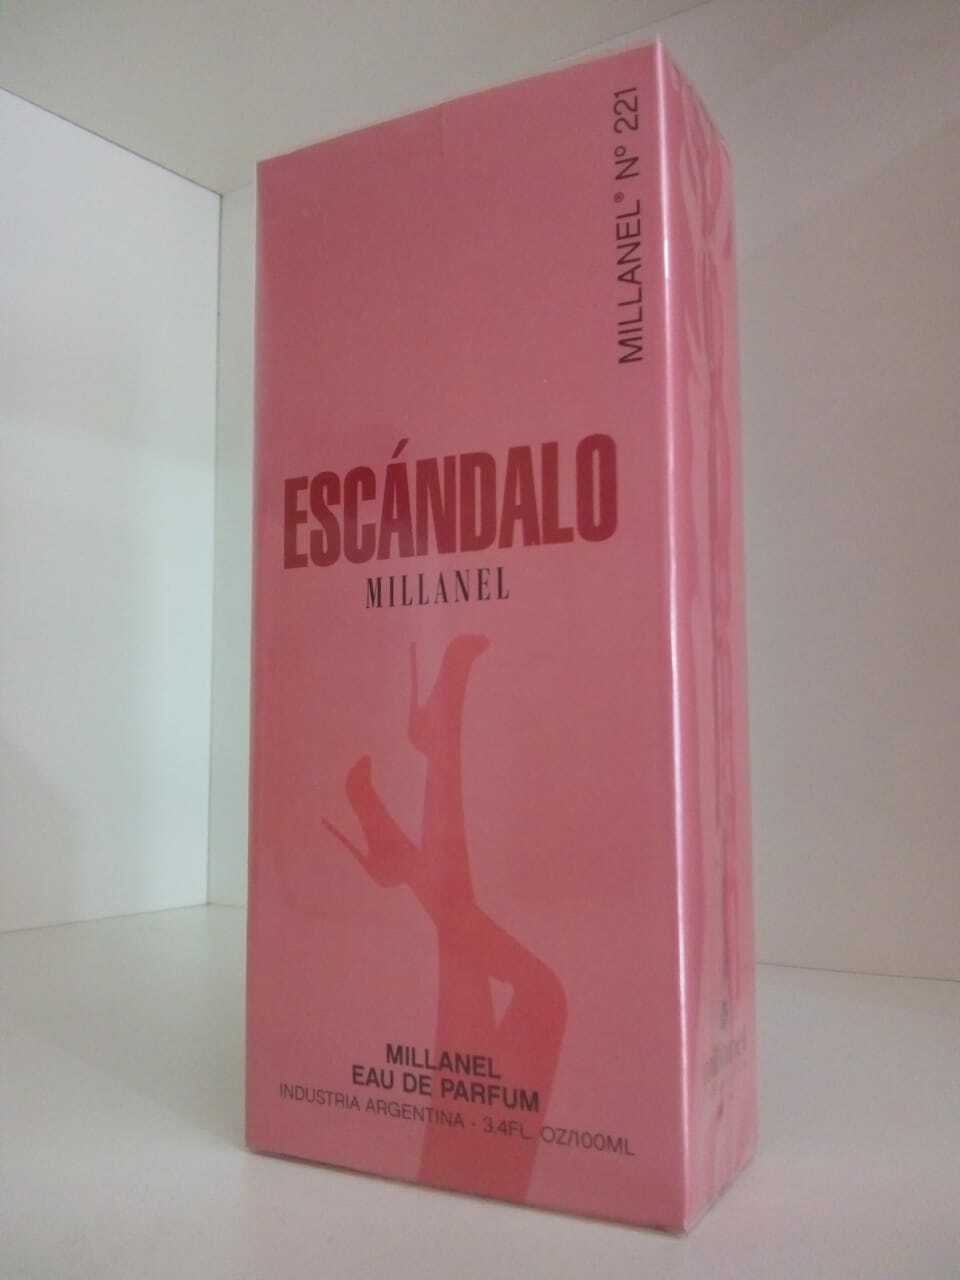 MILLANEL® Nº 221
ESCÁNDALO
MILLANEL
MILLANEL
EAU DE PARFUM
INDUSTRIA ARGENTINA - 3.4FL. OZ/100ML